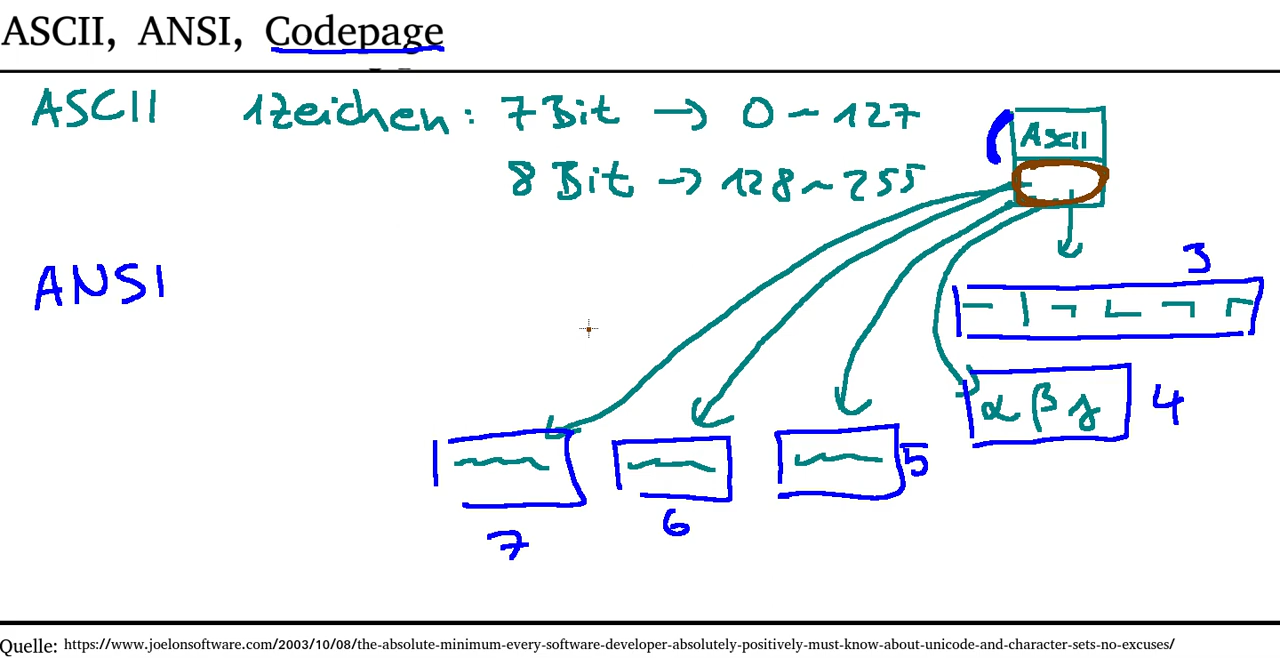 ASCII, ANSI, Codepage
ASCII 1Zeichen: 7 Bit → 0 – 127
8 Bit → 128 ~ 255
ASCII
ANSI
3
α β γ
4
5
6
7
Quelle: https://www.joelonsoftware.com/2003/10/08/the-absolute-minimum-every-software-developer-absolutely-positively-must-know-about-unicode-and-character-sets-no-excuses/